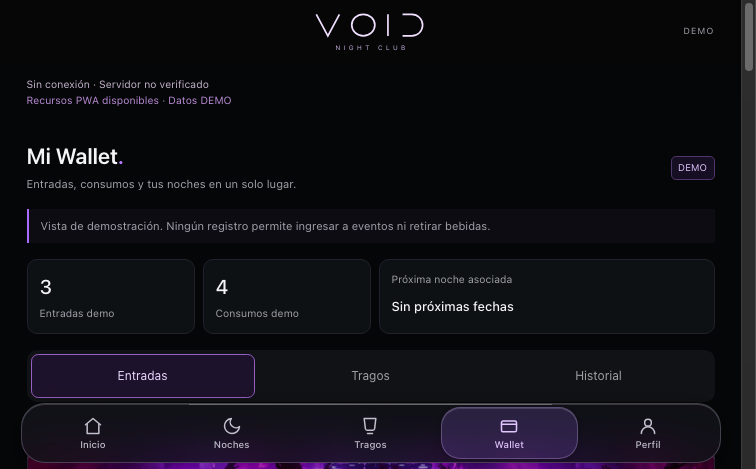 VOID
NIGHT CLUB
DEMO
Sin conexión · Servidor no verificado
Recursos PWA disponibles · Datos DEMO
Mi Wallet.
DEMO
Entradas, consumos y tus noches en un solo lugar.
Vista de demostración. Ningún registro permite ingresar a eventos ni retirar bebidas.
3
Entradas demo
4
Consumos demo
Próxima noche asociada
Sin próximas fechas
Entradas
Tragos
Historial
Inicio
Noches
Tragos
Wallet
Perfil